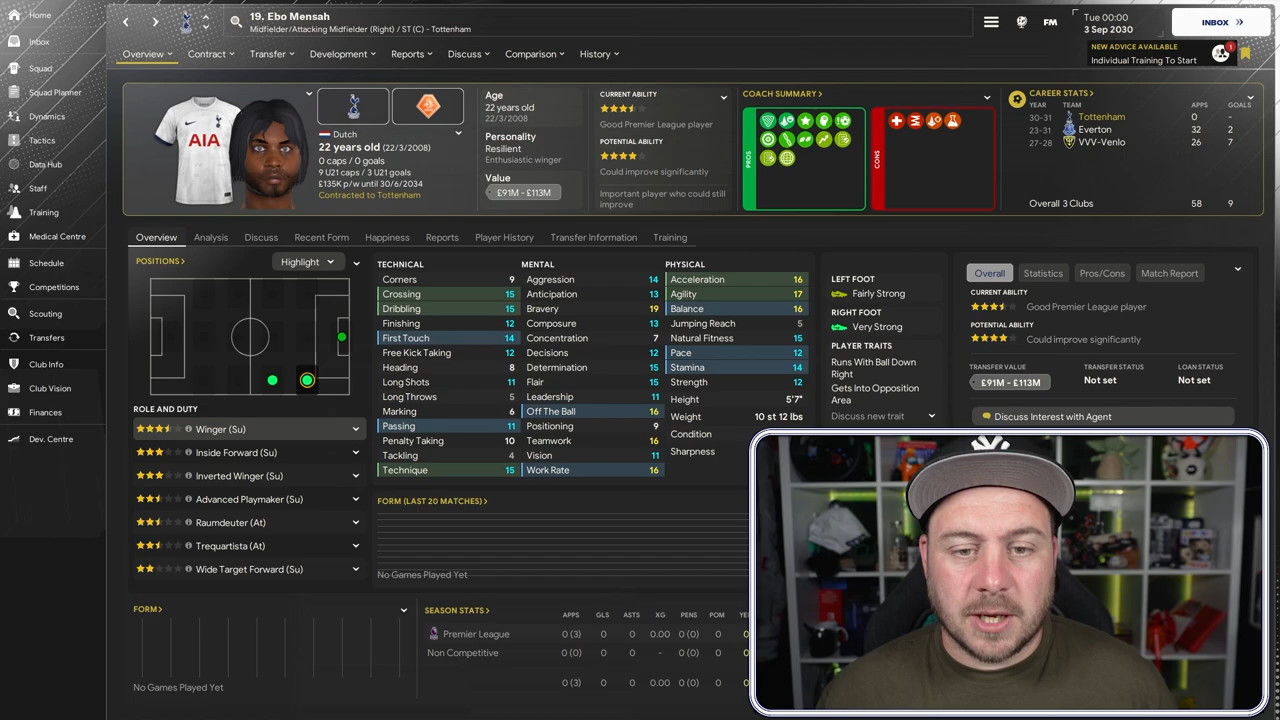 Home
Inbox
Squad
Squad Planner
Dynamics
Tactics
Data Hub
Staff
Training
Medical Centre
Schedule
Competitions
Scouting
Transfers
Club Info
Club Vision
Finances
Dev. Centre
19. Ebo Mensah
Midfielder/Attacking Midfielder (Right) / ST (C) - Tottenham
FM
Tue 00:00
3 Sep 2030
INBOX
NEW ADVICE AVAILABLE
Individual Training To Start
1
Overview
Contract
Transfer
Development
Reports
Discuss
Comparison
History
AIA
Dutch
22 years old (22/3/2008)
0 caps / 0 goals
9 U21 caps / 3 U21 goals
£135K p/w until 30/6/2034
Contracted to Tottenham
Age
22 years old
22/3/2008
Personality
Resilient
Enthusiastic winger
Value
£91M - £113M
CURRENT ABILITY
Good Premier League player
POTENTIAL ABILITY
Could improve significantly
Important player who could still improve
COACH SUMMARY >
PROS
CONS
CAREER STATS >
YEAR TEAM APPS GOALS
30-31 Tottenham 0 -
23-31 Everton 32 2
27-28 VVV-Venlo 26 7
Overall 3 Clubs 58 9
Overview
Analysis
Discuss
Recent Form
Happiness
Reports
Player History
Transfer Information
Training
POSITIONS >
Highlight
ROLE AND DUTY
Winger (Su)
Inside Forward (Su)
Inverted Winger (Su)
Advanced Playmaker (Su)
Raumdeuter (At)
Trequartista (At)
Wide Target Forward (Su)
TECHNICAL
Corners 9
Crossing 15
Dribling 15
Finishing 12
First Touch 14
Free Kick Taking 12
Heading 8
Long Shots 11
Long Throws 5
Marking 6
Passing 11
Penalty Taking 10
Tackling 4
Technique 15
MENTAL
Aggression 14
Anticipation 13
Bravery 19
Composure 13
Concentration 7
Decisions 12
Determination 15
Flair 15
Leadership 11
Off The Ball 16
Positioning 9
Teamwork 16
Vision 11
Work Rate 16
PHYSICAL
Acceleration 16
Agility 17
Balance 16
Jumping Reach 5
Natural Fitness 15
Pace 12
Stamina 14
Strength 12
Height 5'7"
Weight 10 st 12 lbs
Condition
Sharpness
LEFT FOOT
Fairly Strong
RIGHT FOOT
Very Strong
PLAYER TRAITS
Runs With Ball Down Right
Gets Into Opposition Area
Discuss new trait
Overall
Statistics
Pros/Cons
Match Report
CURRENT ABILITY
Good Premier League player
POTENTIAL ABILITY
Could improve significantly
TRANSFER VALUE
£91M - £113M
TRANSFER STATUS
Not set
LOAN STATUS
Not set
Discuss Interest with Agent
FORM (LAST 20 MATCHES) >
No Games Played Yet
FORM >
No Games Played Yet
SEASON STATS >
APPS GLS ASTS XG PENS POM
Premier League 0 (3) 0 0 0.00 0 (0) 0
Non Competitive 0 (0) 0 0 - 0 (0) 0
0 (3) 0 0 0.00 0 (0) 0